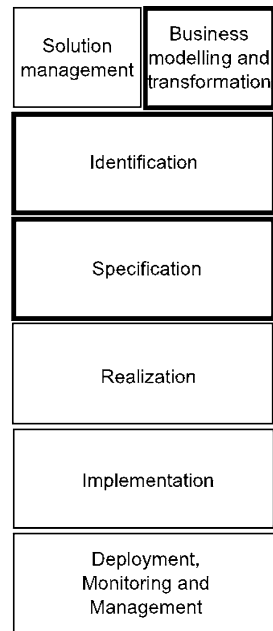 Solution
management
Business
modelling and
transformation
Identification
Specification
Realization
Implementation
Deployment,
Monitoring and
Management